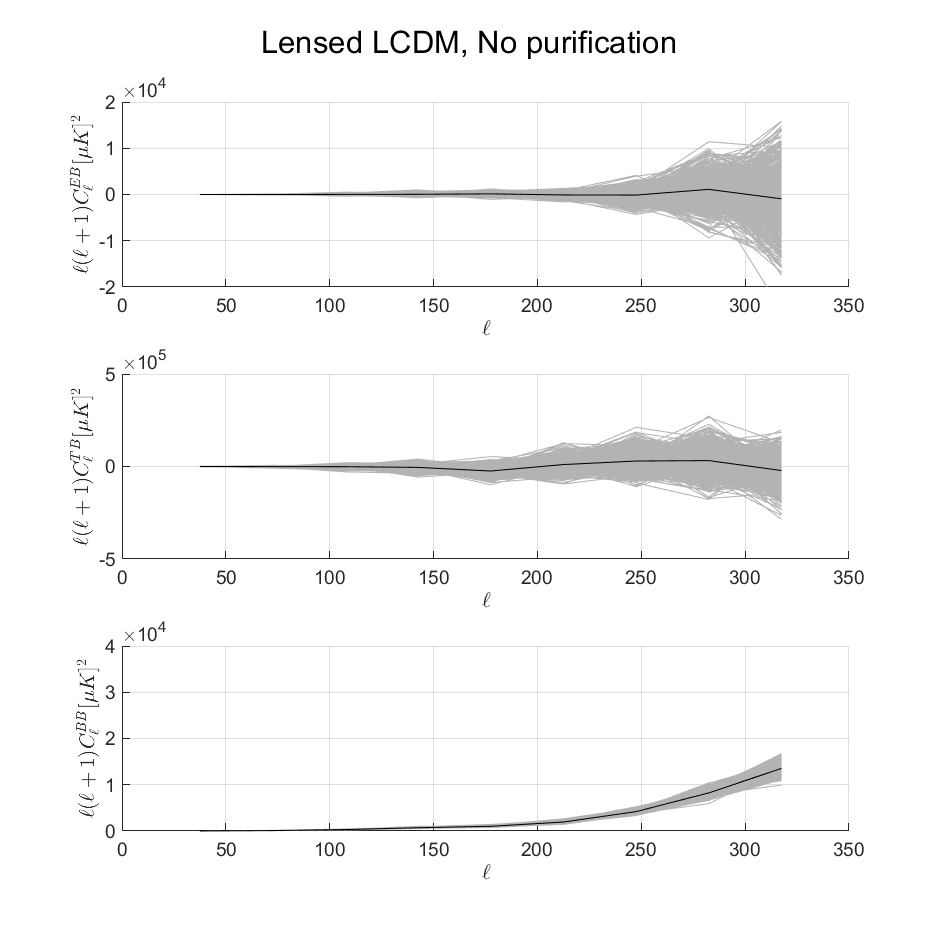 Lensed LCDM, No purification
×10^4
2
1
0
-1
-2
ℓ(ℓ + 1)C_ℓ^{EB}[μK]^2
0 50 100 150 200 250 300 350
ℓ
×10^5
5
0
-5
ℓ(ℓ + 1)C_ℓ^{TB}[μK]^2
0 50 100 150 200 250 300 350
ℓ
×10^4
4
3
2
1
0
ℓ(ℓ + 1)C_ℓ^{BB}[μK]^2
0 50 100 150 200 250 300 350
ℓ